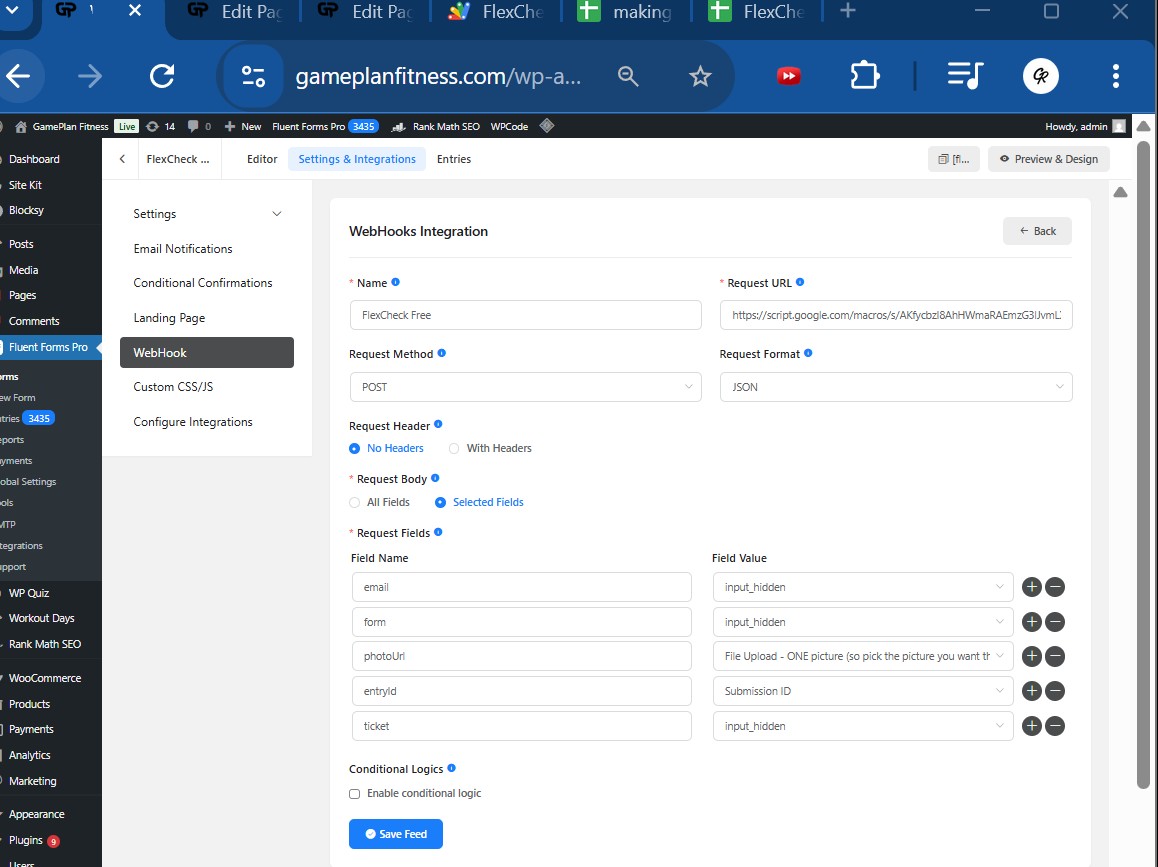 Edit Pa
Edit Pa
FlexChe
making
FlexChe
gameplanfitness.com/wp-a...
GamePlan Fitness Live 14 0 New Fluent Forms Pro 3435 Rank Math SEO WPCode Howdy, admin
Dashboard
Site Kit
Blocksy
Posts
Media
Pages
Comments
Fluent Forms Pro
orms
ew Form
ntries 3435
eports
ayments
obal Settings
ools
MTP
tegrations
upport
WP Quiz
Workout Days
Rank Math SEO
WooCommerce
Products
Payments
Analytics
Marketing
Appearance
Plugins 9
Users
FlexCheck ... Editor Settings & Integrations Entries [fl... Preview & Design
Settings
Email Notifications
Conditional Confirmations
Landing Page
WebHook
Custom CSS/JS
Configure Integrations
WebHooks Integration ← Back
* Name * Request URL
FlexCheck Free https://script.google.com/macros/s/AKfycbzl8AhHWmaRAEmzG3lJvmL
Request Method Request Format
POST JSON
Request Header
No Headers With Headers
* Request Body
All Fields Selected Fields
* Request Fields
Field Name Field Value
email input_hidden
form input_hidden
photoUrl File Upload - ONE picture (so pick the picture you want th
entryId Submission ID
ticket input_hidden
Conditional Logics
Enable conditional logic
Save Feed